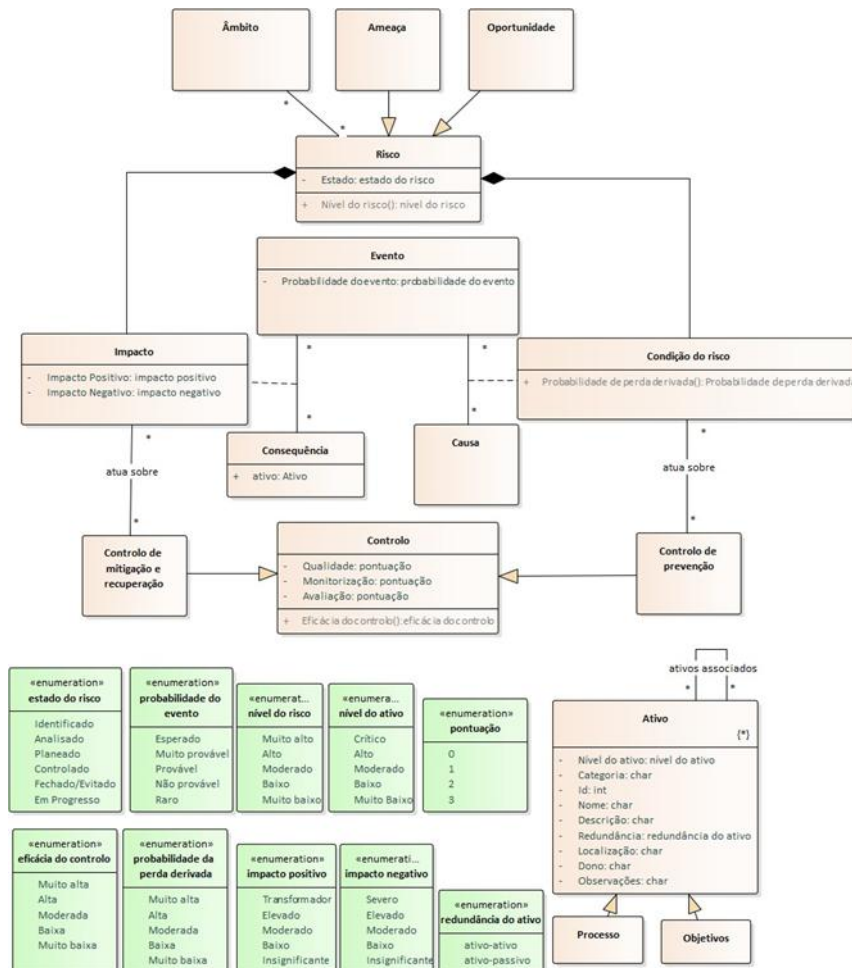 Âmbito
Ameaça
Oportunidade
*
*
Risco
- Estado: estado do risco
+ Nível do risco(): nível do risco
Evento
- Probabilidade do evento: probabilidade do evento
*
*
Impacto
- Impacto Positivo: impacto positivo
- Impacto Negativo: impacto negativo
Condição do risco
+ Probabilidade de perda derivada(): Probabilidade de perda derivada
*
*
*
*
Consequência
+ ativo: Ativo
Causa
atua sobre
atua sobre
*
*
Controlo de
mitigação e
recuperação
Controlo
- Qualidade: pontuação
- Monitorização: pontuação
- Avaliação: pontuação
+ Eficácia do controlo(): eficácia do controlo
Controlo de
prevenção
ativos associados
*
*
«enumeration»
estado do risco
Identificado
Analisado
Planeado
Controlado
Fechado/Evitado
Em Progresso
«enumeration»
probabilidade do
evento
Esperado
Muito provável
Provável
Não provável
Raro
«enumerat...
nível do risco
Muito alto
Alto
Moderado
Baixo
Muito baixo
«enumera...
nível do ativo
Crítico
Alto
Moderado
Baixo
Muito Baixo
«enumeration»
pontuação
0
1
2
3
Ativo
{*}
- Nível do ativo: nível do ativo
- Categoria: char
- Id: int
- Nome: char
- Descrição: char
- Redundância: redundância do ativo
- Localização: char
- Dono: char
- Observações: char
«enumeration»
eficácia do controlo
Muito alta
Alta
Moderada
Baixa
Muito baixa
«enumeration»
probabilidade da
perda derivada
Muito alta
Alta
Moderada
Baixa
Muito baixa
«enumeration»
impacto positivo
Transformador
Elevado
Moderado
Baixo
Insignificante
«enumerati...
impacto negativo
Severo
Elevado
Moderado
Baixo
Insignificante
«enumeration»
redundância do ativo
ativo-ativo
ativo-passivo
Processo
Objetivos